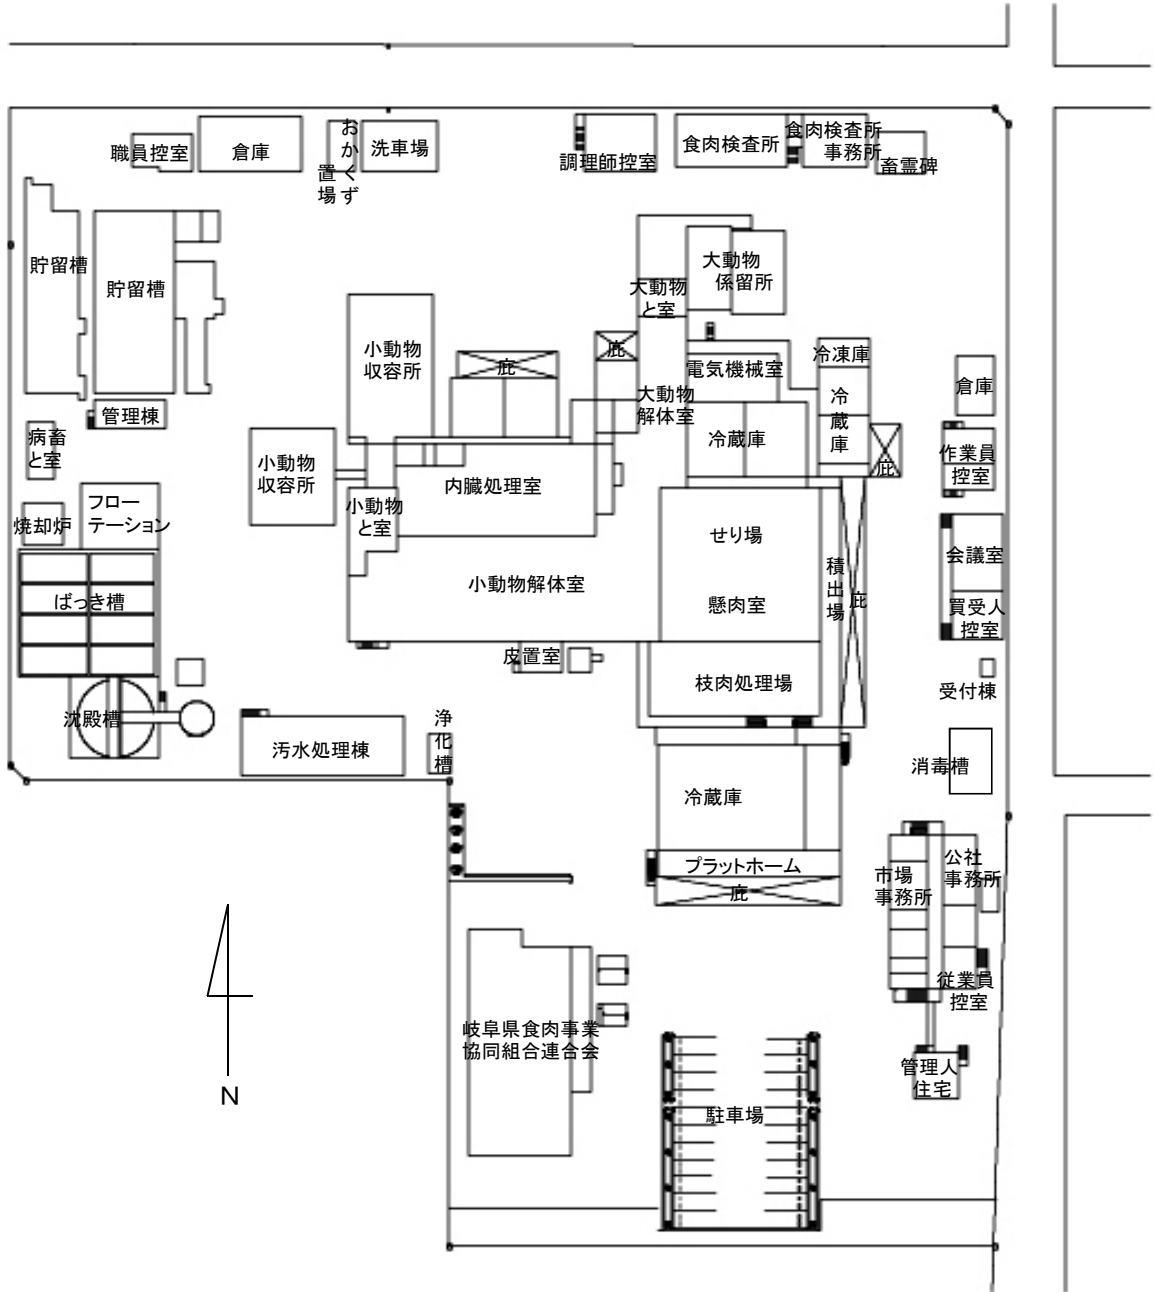 職員控室
倉庫
おかくず
置場
洗車場
調理師控室
食肉検査所
食肉検査所
事務所
畜霊碑
貯留槽
貯留槽
大動物
係留所
大動物
と室
小動物
収容所
庇
庇
電気機械室
冷凍庫
冷
蔵
庫
倉庫
管理棟
大動物
解体室
冷蔵庫
庇
病畜
と室
小動物
収容所
内臓処理室
作業員
控室
フロー
テーション
焼却炉
小動物
と室
せり場
会議室
ばっき槽
小動物解体室
懸肉室
積出場
庇
買受人
控室
皮置室
枝肉処理場
受付棟
沈殿槽
汚水処理棟
浄化槽
消毒槽
冷蔵庫
プラットホーム
庇
市場
事務所
公社
事務所
従業員
控室
岐阜県食肉事業
協同組合連合会
管理人
住宅
駐車場
N